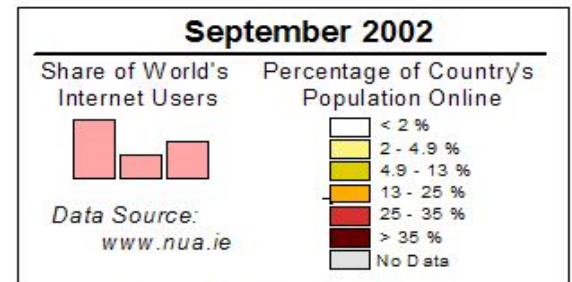 September 2002
Share of World's
Internet Users
Data Source:
www.nua.ie
Percentage of Country's
Population Online
< 2 %
2 - 4.9 %
4.9 - 13 %
13 - 25 %
25 - 35 %
> 35 %
No Data